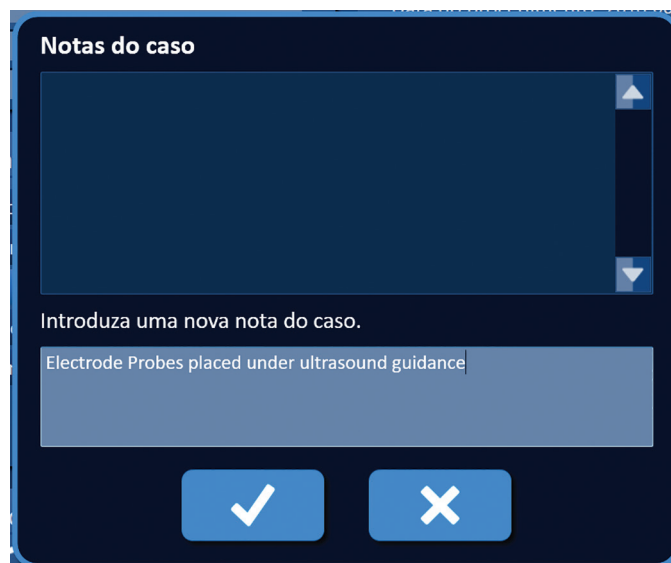 Notas do caso
Introduza uma nova nota do caso.
Electrode Probes placed under ultrasound guidance